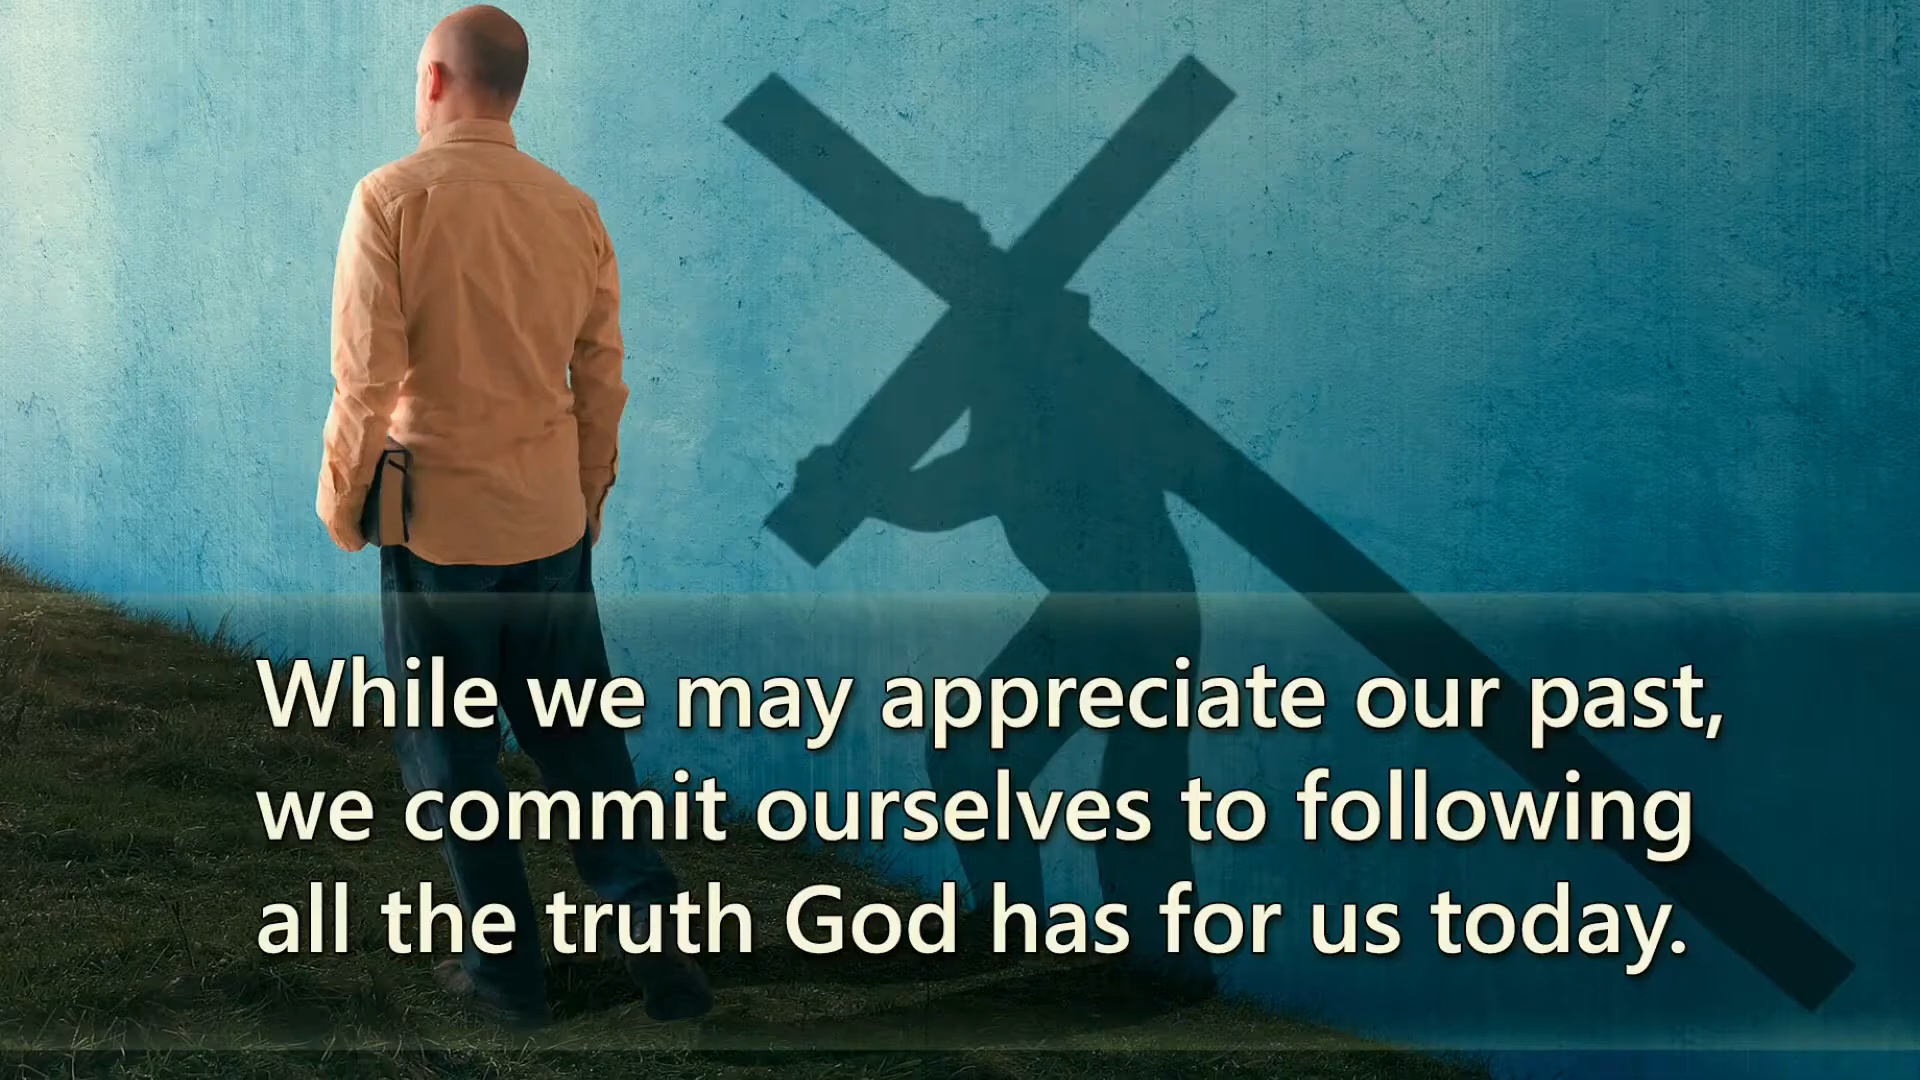 While we may appreciate our past,
we commit ourselves to following
all the truth God has for us today.